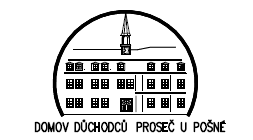 DOMOV DŮCHODCŮ PROSEČ U POŠNÉ